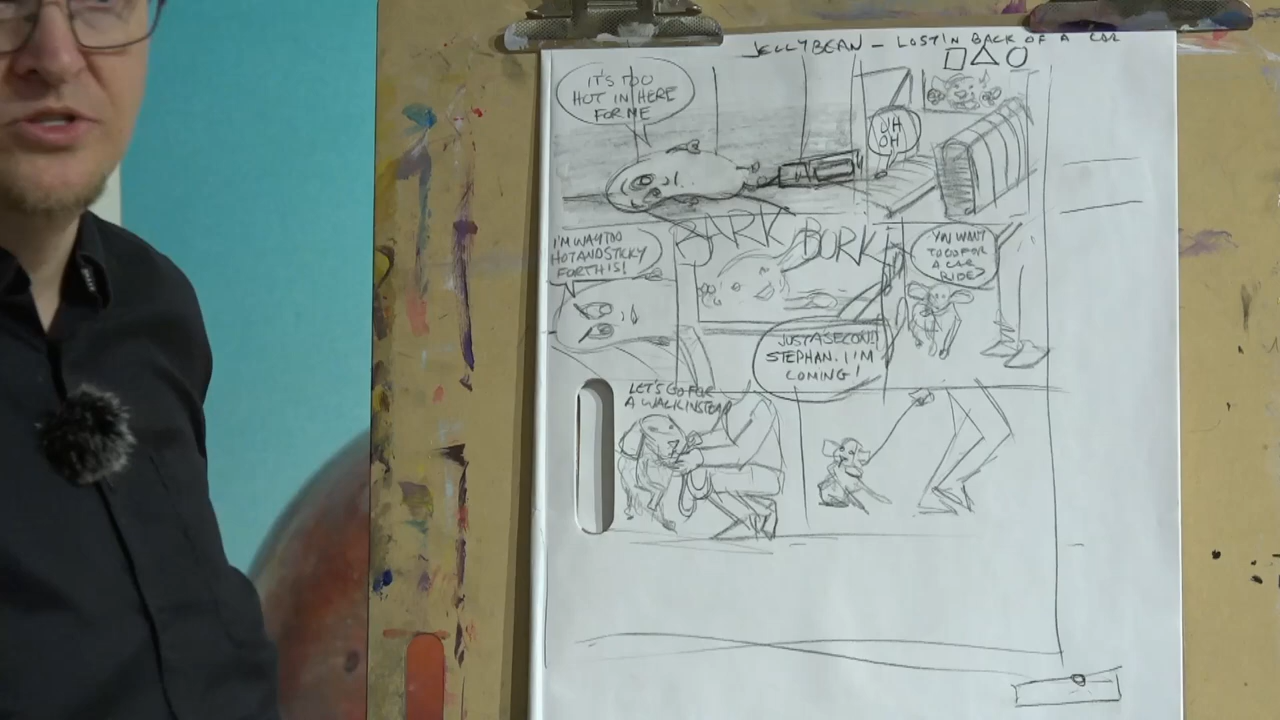 JELLYBEAN - LOST IN BACK OF A CAR
IT'S TOO
HOT IN HERE
FOR ME
UH
OH
I'M WAY TOO
HOT AND STICKY
FOR THIS!
BARK
BORK
YOU WANT
TO GO FOR
A CAR
RIDE?
JUST A SECOND
STEPHAN. I'M
COMING!
LET'S GO FOR
A WALK INSTEAD